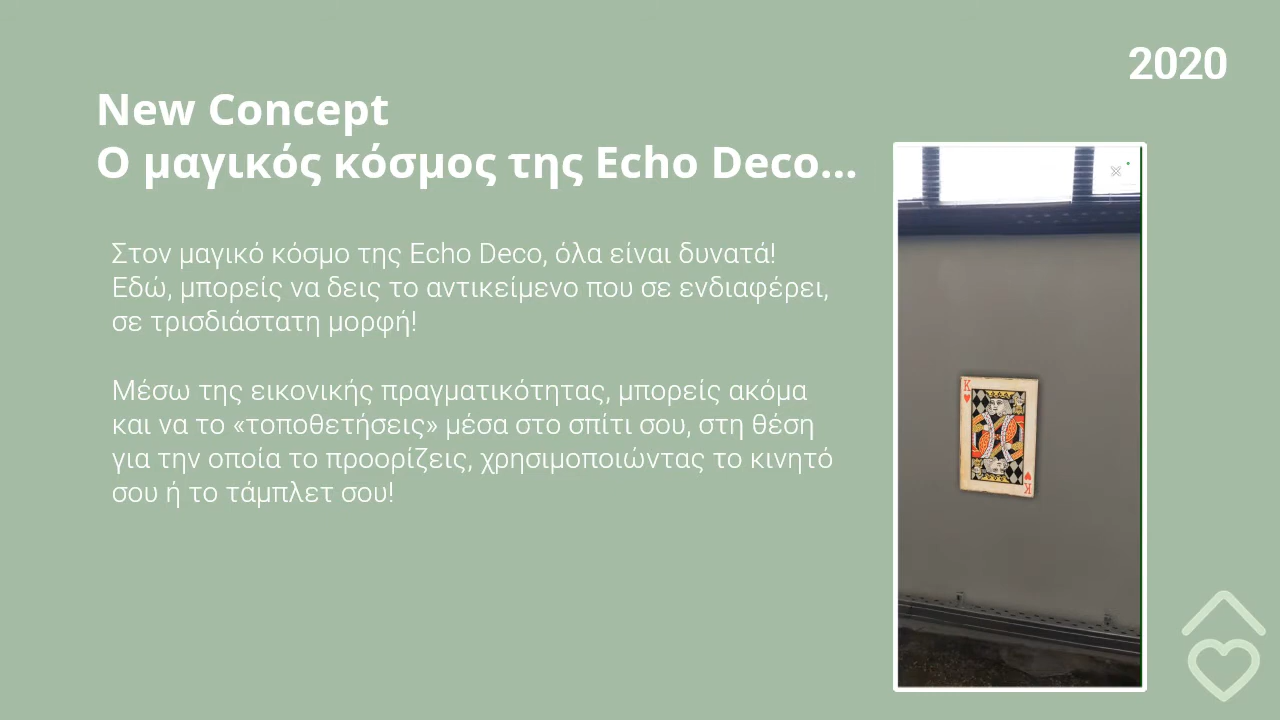 2020
New Concept
Ο μαγικός κόσμος της Echo Deco...
Στον μαγικό κόσμο της Echo Deco, όλα είναι δυνατά!
Εδώ, μπορείς να δεις το αντικείμενο που σε ενδιαφέρει,
σε τρισδιάστατη μορφή!
Μέσω της εικονικής πραγματικότητας, μπορείς ακόμα
και να το «τοποθετήσεις» μέσα στο σπίτι σου, στη θέση
για την οποία το προορίζεις, χρησιμοποιώντας το κινητό
σου ή το τάμπλετ σου!
K
K